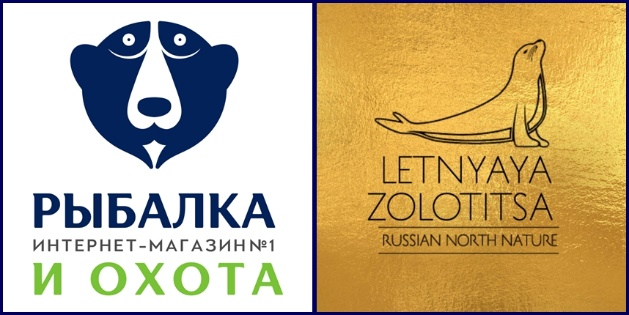 РЫБАЛКА
ИНТЕРНЕТ-МАГАЗИН №1
И ОХОТА
LETNYAYA
ZOLOTITSA
RUSSIAN NORTH NATURE